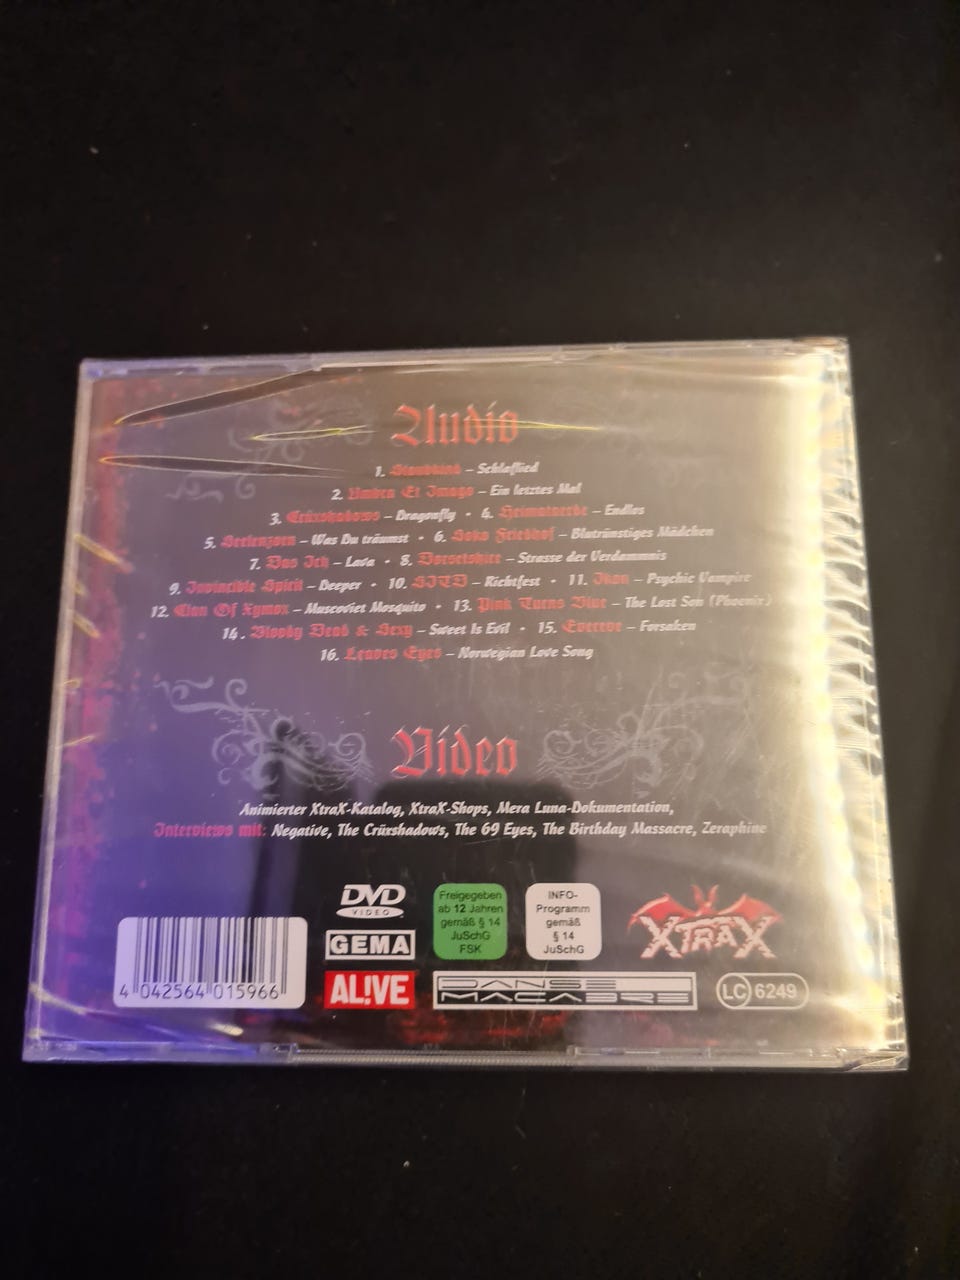 Audio
1. Staubkind – Schlaflied
2. Umbra Et Imago – Ein letztes Mal
3. Crüxshadows – Dragonfly • 4. Heimataerde – Endlos
5. Seelenzorn – Was Du träumst • 6. Soko Friedhof – Blutrünstiges Mädchen
7. Das Ich – Lava • 8. Dorsetshire – Strasse der Verdammnis
9. Invincible Spirit – Deeper • 10. SITD – Richtfest • 11. Ikon – Psychic Vampire
12. Clan Of Xymox – Muscoviet Mosquito • 13. Pink Turns Blue – The Lost Son (Phoenix)
14. Bloody Dead & Sexy – Sweet Is Evil • 15. Evereve – Forsaken
16. Leaves Eyes – Norwegian Love Song
Video
Animierter XtraX-Katalog, XtraX-Shops, Mera Luna-Dokumentation,
Interviews mit: Negative, The Crüxshadows, The 69 Eyes, The Birthday Massacre, Zeraphine
DVD
VIDEO
GEMA
AL!VE
Freigegeben
ab 12 Jahren
gemäß § 14
JuSchG
FSK
INFO-
Programm
gemäß
§ 14
JuSchG
XTRAX
DANSE
MACABRE
LC 6249
4 042564 015966